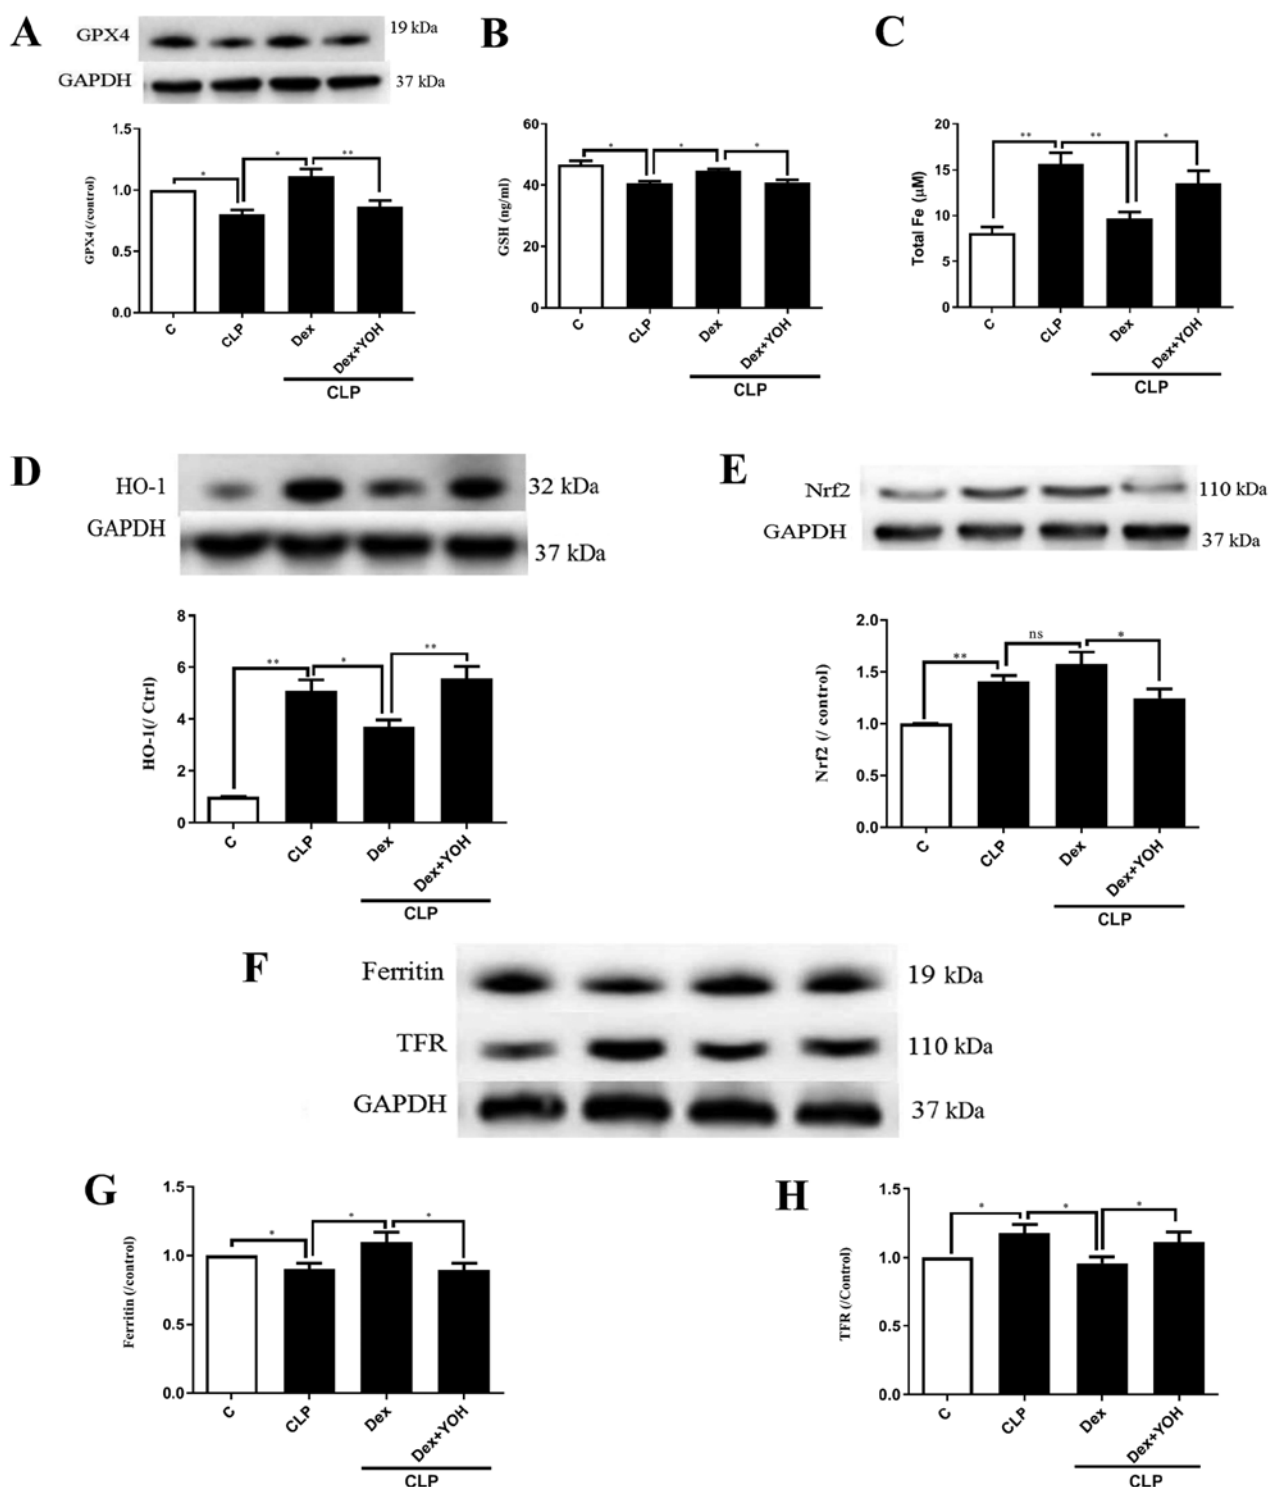 A
GPX4
19 kDa
GAPDH
37 kDa
1.5
1.0
0.5
0.0
GPX4 (/control)
*
*
**
C
CLP
Dex
Dex+YOH
CLP
B
60
40
20
0
GSH (ng/ml)
*
*
*
C
CLP
Dex
Dex+YOH
CLP
C
20
15
10
5
0
Total Fe (μM)
**
**
*
C
CLP
Dex
Dex+YOH
CLP
D
HO-1
32 kDa
GAPDH
37 kDa
8
6
4
2
0
HO-1(/ Ctrl)
**
*
**
C
CLP
Dex
Dex+YOH
CLP
E
Nrf2
110 kDa
GAPDH
37 kDa
2.0
1.5
1.0
0.5
0.0
Nrf2 (/ control)
**
ns
*
C
CLP
Dex
Dex+YOH
CLP
F
Ferritin
19 kDa
TFR
110 kDa
GAPDH
37 kDa
G
1.5
1.0
0.5
0.0
Ferritin (/control)
*
*
*
C
CLP
Dex
Dex+YOH
CLP
H
1.5
1.0
0.5
0.0
TFR (/Control)
*
*
*
C
CLP
Dex
Dex+YOH
CLP